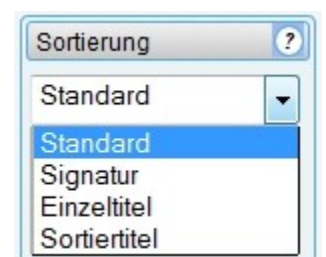 Sortierung ?
Standard
Standard
Signatur
Einzeltitel
Sortiertitel